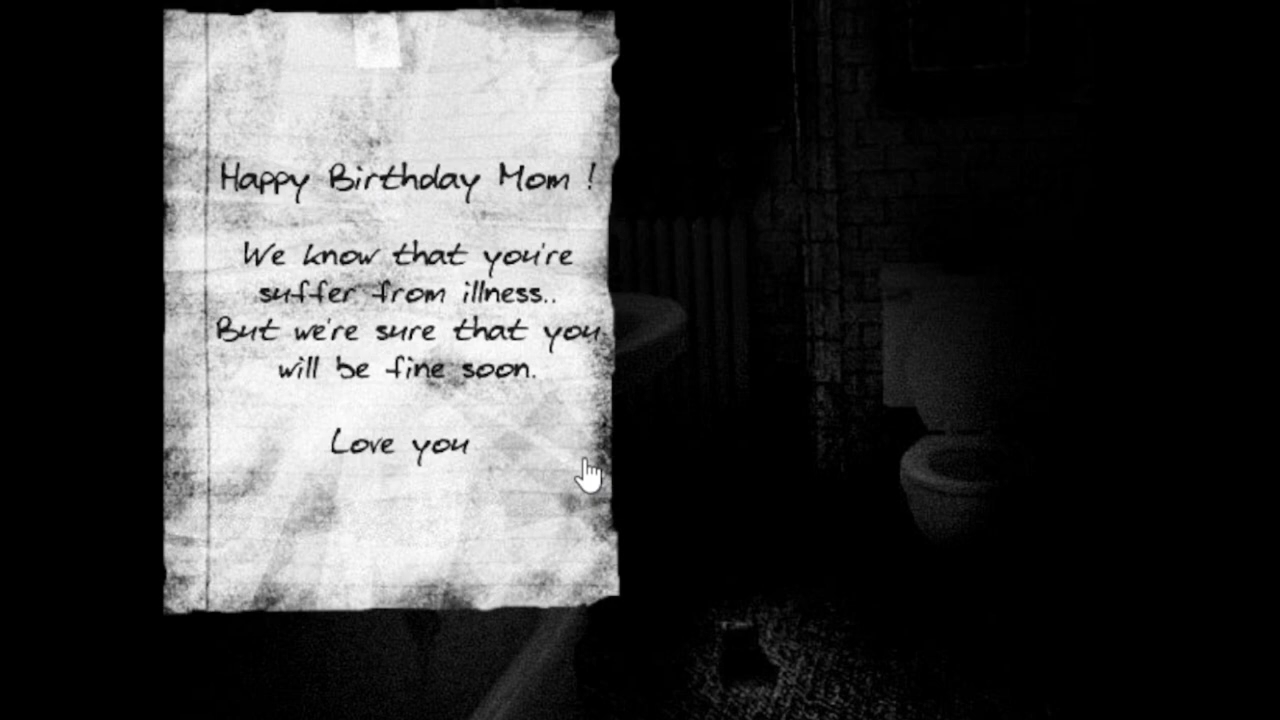 Happy Birthday Mom !
We know that you're
suffer from illness..
But we're sure that you
will be fine soon.
Love you